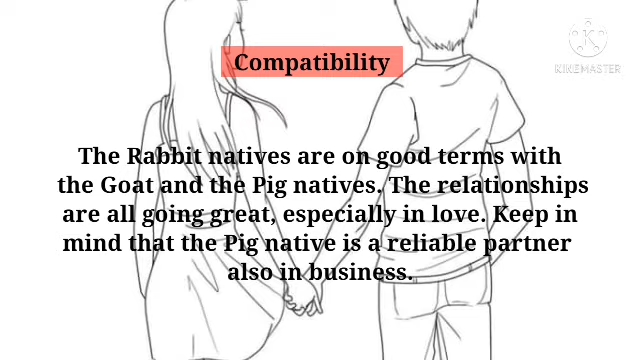 Compatibility
KINEMASTER
The Rabbit natives are on good terms with
the Goat and the Pig natives. The relationships
are all going great, especially in love. Keep in
mind that the Pig native is a reliable partner
also in business.